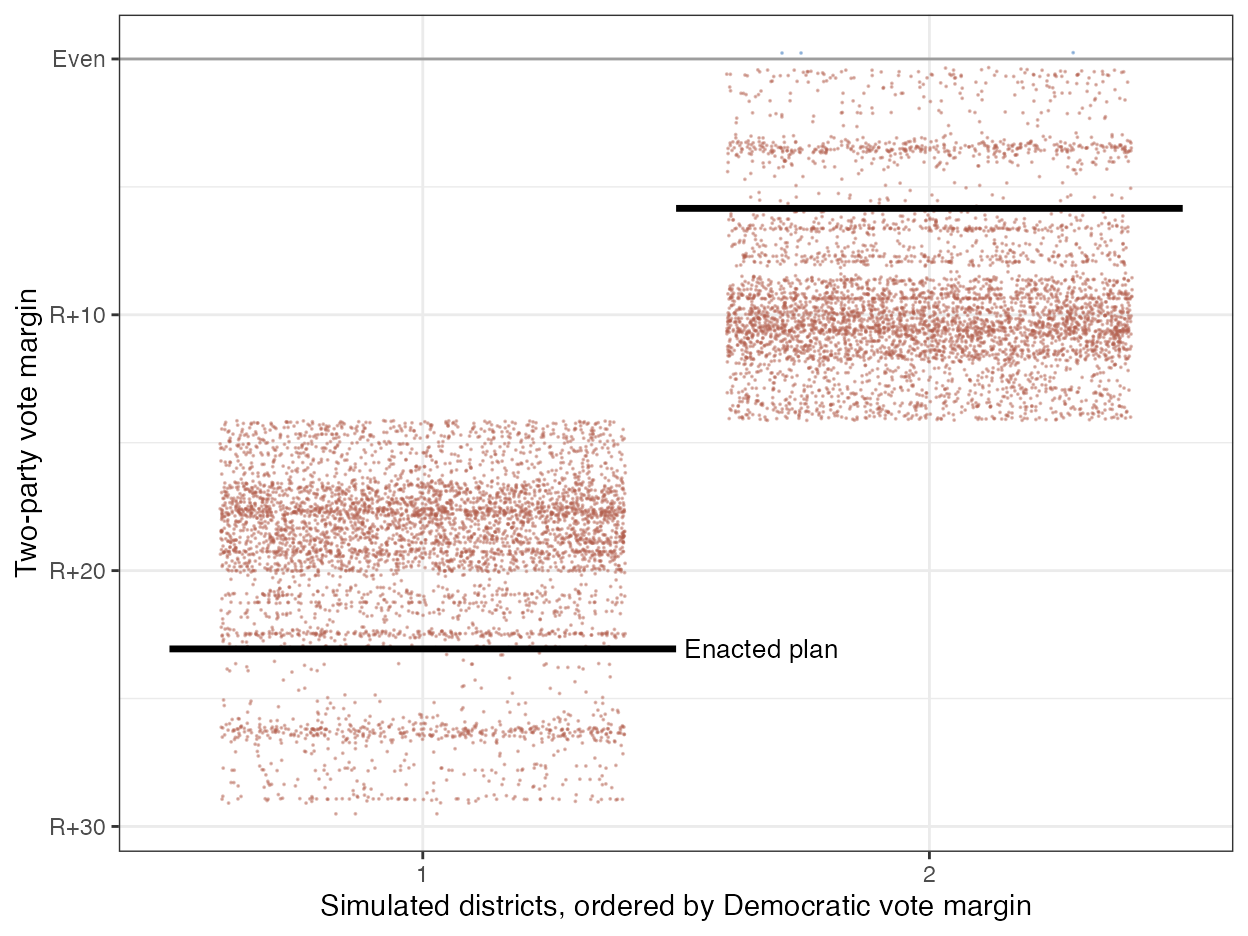 Even
R+10
R+20
R+30
Two-party vote margin
Enacted plan
1
2
Simulated districts, ordered by Democratic vote margin